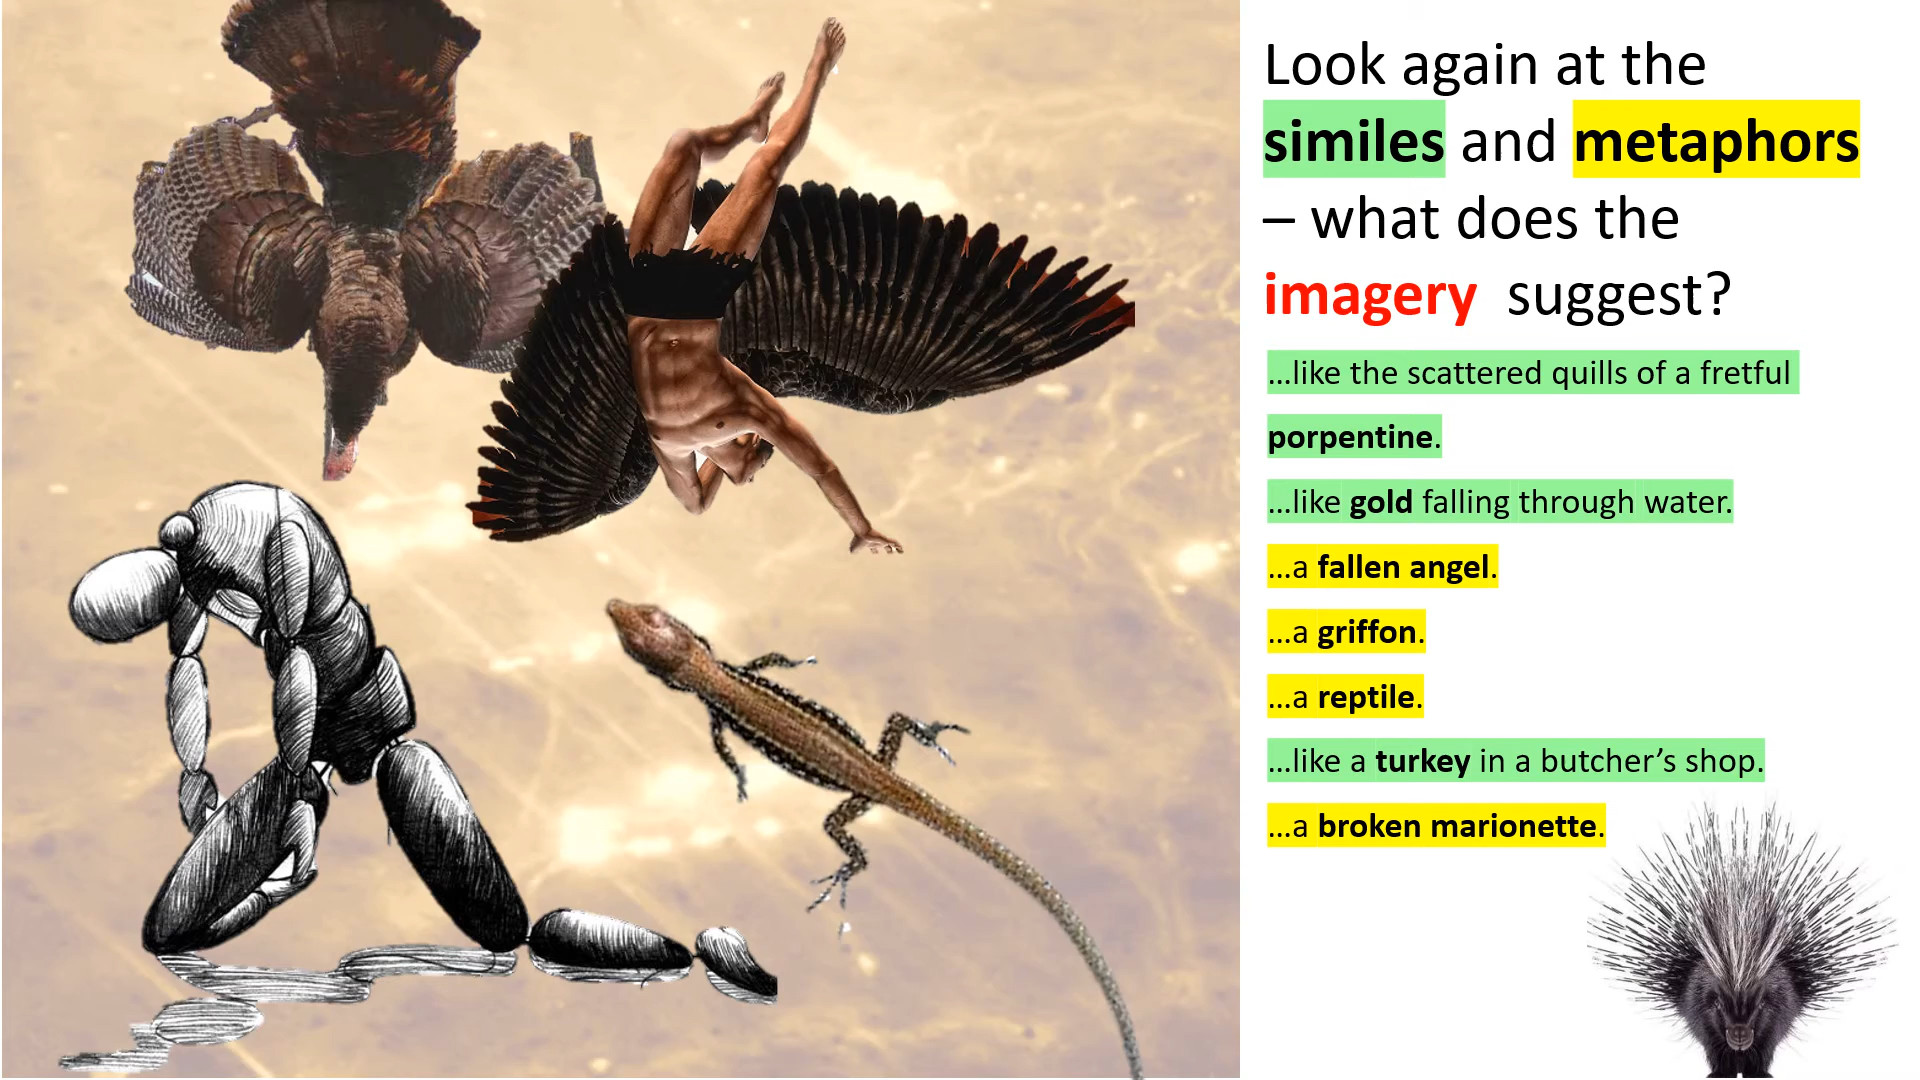 Look again at the
similes and metaphors
– what does the
imagery suggest?
…like the scattered quills of a fretful
porpentine.
…like gold falling through water.
…a fallen angel.
…a griffon.
…a reptile.
…like a turkey in a butcher’s shop.
…a broken marionette.